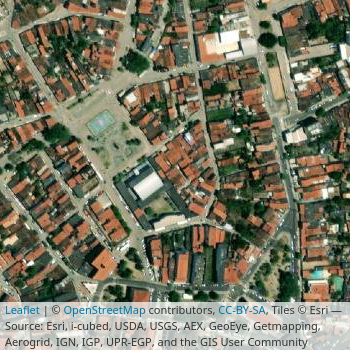 Leaflet | © OpenStreetMap contributors, CC-BY-SA, Tiles © Esri —
Source: Esri, i-cubed, USDA, USGS, AEX, GeoEye, Getmapping,
Aerogrid, IGN, IGP, UPR-EGP, and the GIS User Community